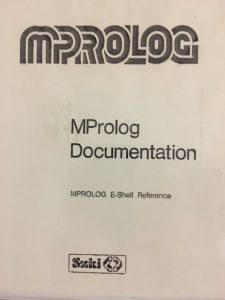 MPROLOG
MProlog
Documentation
MPROLOG E-Shell Reference
Szki